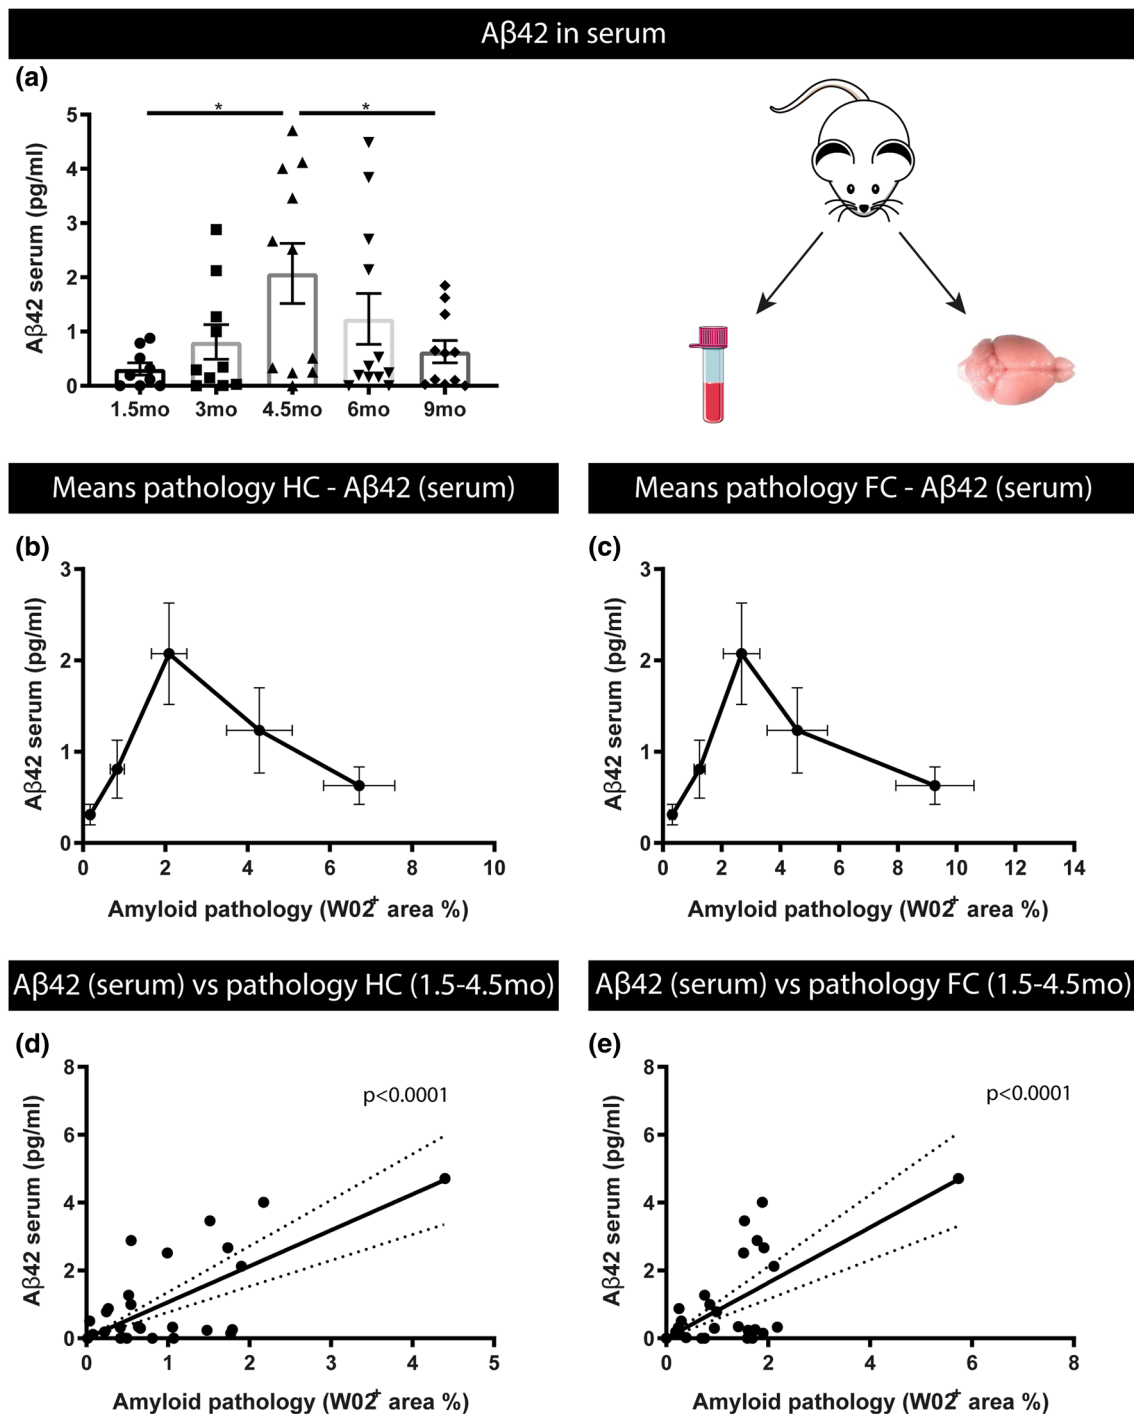 Aβ42 in serum
(a)
* *
Aβ42 serum (pg/ml)
5
4
3
2
1
0
1.5mo 3mo 4.5mo 6mo 9mo
Means pathology HC - Aβ42 (serum)
(b)
Aβ42 serum (pg/ml)
3
2
1
0
0 2 4 6 8 10
Amyloid pathology (W02+ area %)
Means pathology FC - Aβ42 (serum)
(c)
Aβ42 serum (pg/ml)
3
2
1
0
0 2 4 6 8 10 12 14
Amyloid pathology (W02+ area %)
Aβ42 (serum) vs pathology HC (1.5-4.5mo)
(d)
Aβ42 serum (pg/ml)
8
6
4
2
0
p<0.0001
0 1 2 3 4 5
Amyloid pathology (W02+ area %)
Aβ42 (serum) vs pathology FC (1.5-4.5mo)
(e)
Aβ42 serum (pg/ml)
8
6
4
2
0
p<0.0001
0 2 4 6 8
Amyloid pathology (W02+ area %)